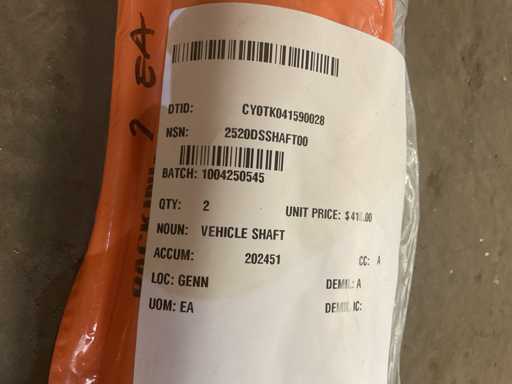 2 EA
DTID: CY0TK041590028
NSN: 2520DSSHAFT00
BATCH: 1004250545
QTY: 2 UNIT PRICE:
NOUN: VEHICLE SHAFT
ACCUM: 202451 CC: A
LOC: GENN DEMIL: A
UOM: EA DEMIL IC: